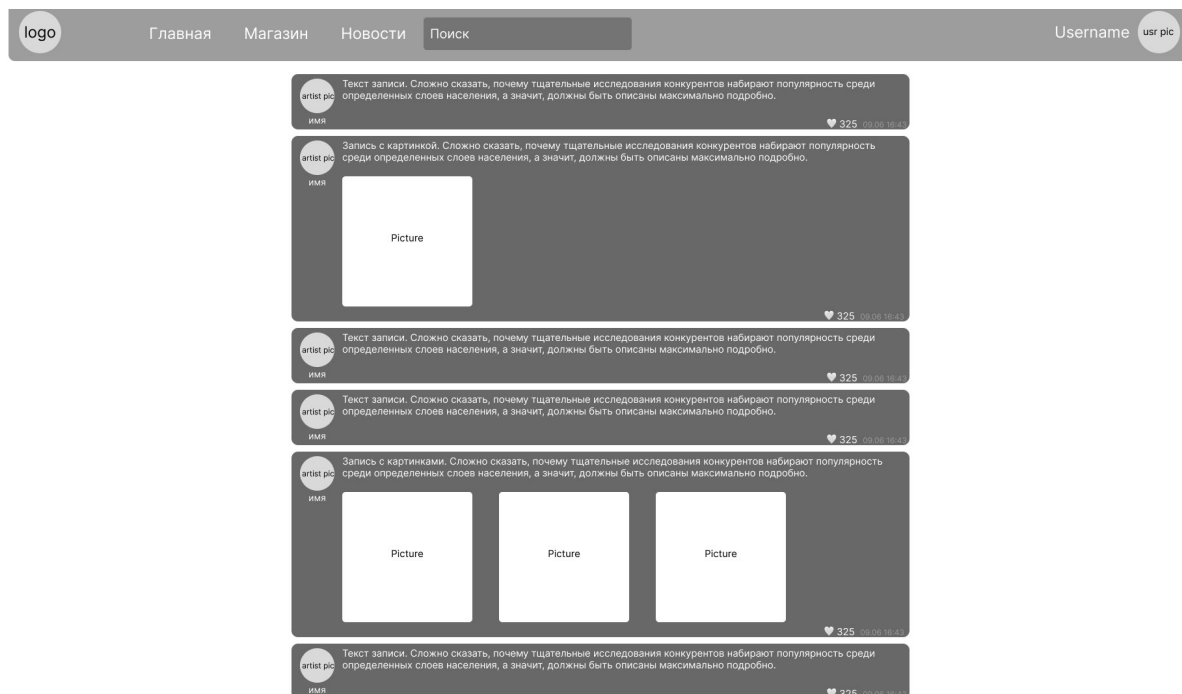 logo
Главная Магазин Новости Поиск
Username usr pic
artist pic
имя
Текст записи. Сложно сказать, почему тщательные исследования конкурентов набирают популярность среди
определенных слоев населения, а значит, должны быть описаны максимально подробно.
325 09.06 16:43
artist pic
имя
Запись с картинкой. Сложно сказать, почему тщательные исследования конкурентов набирают популярность
среди определенных слоев населения, а значит, должны быть описаны максимально подробно.
Picture
325 09.06 16:43
artist pic
имя
Текст записи. Сложно сказать, почему тщательные исследования конкурентов набирают популярность среди
определенных слоев населения, а значит, должны быть описаны максимально подробно.
325 09.06 16:43
artist pic
имя
Текст записи. Сложно сказать, почему тщательные исследования конкурентов набирают популярность среди
определенных слоев населения, а значит, должны быть описаны максимально подробно.
325 09.06 16:43
artist pic
имя
Запись с картинками. Сложно сказать, почему тщательные исследования конкурентов набирают популярность
среди определенных слоев населения, а значит, должны быть описаны максимально подробно.
Picture Picture Picture
325 09.06 16:43
artist pic
имя
Текст записи. Сложно сказать, почему тщательные исследования конкурентов набирают популярность среди
определенных слоев населения, а значит, должны быть описаны максимально подробно.
325 09.06 16:43